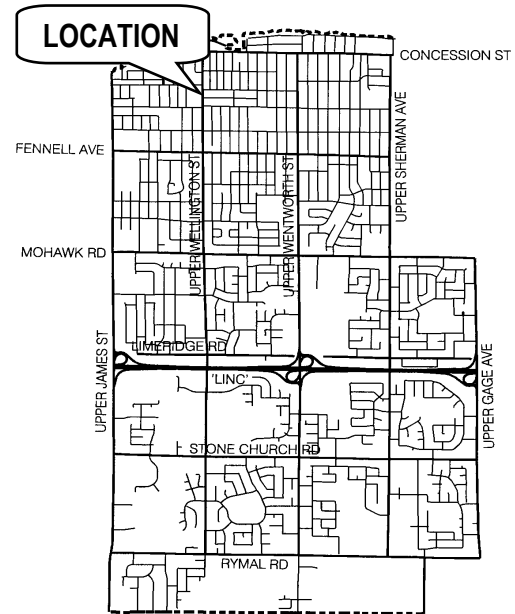 LOCATION
CONCESSION ST
FENNELL AVE
UPPER WELLINGTON ST
UPPER WENTWORTH ST
UPPER SHERMAN AVE
MOHAWK RD
LIMERIDGE RD
'LINC'
UPPER JAMES ST
UPPER GAGE AVE
STONE CHURCH RD
RYMAL RD